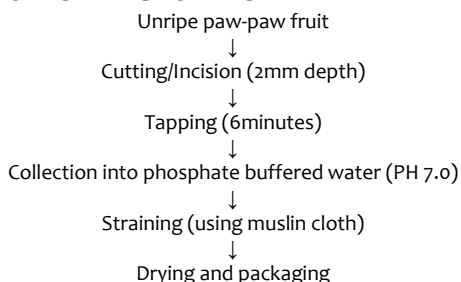 Unripe paw-paw fruit
↓
Cutting/Incision (2mm depth)
↓
Tapping (6minutes)
↓
Collection into phosphate buffered water (PH 7.0)
↓
Straining (using muslin cloth)
↓
Drying and packaging